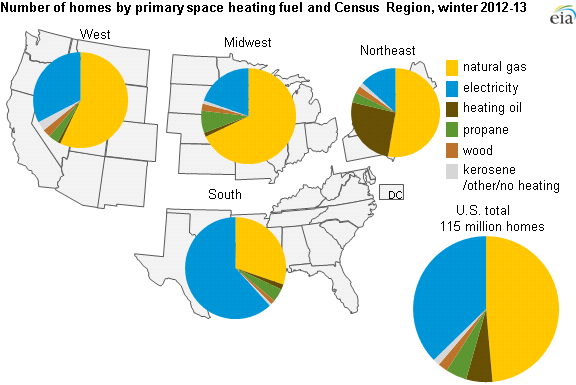 Number of homes by primary space heating fuel and Census Region, winter 2012-13
eia
West
Midwest
Northeast
natural gas
electricity
heating oil
propane
wood
kerosene
/other/no heating
South
DC
U.S. total
115 million homes